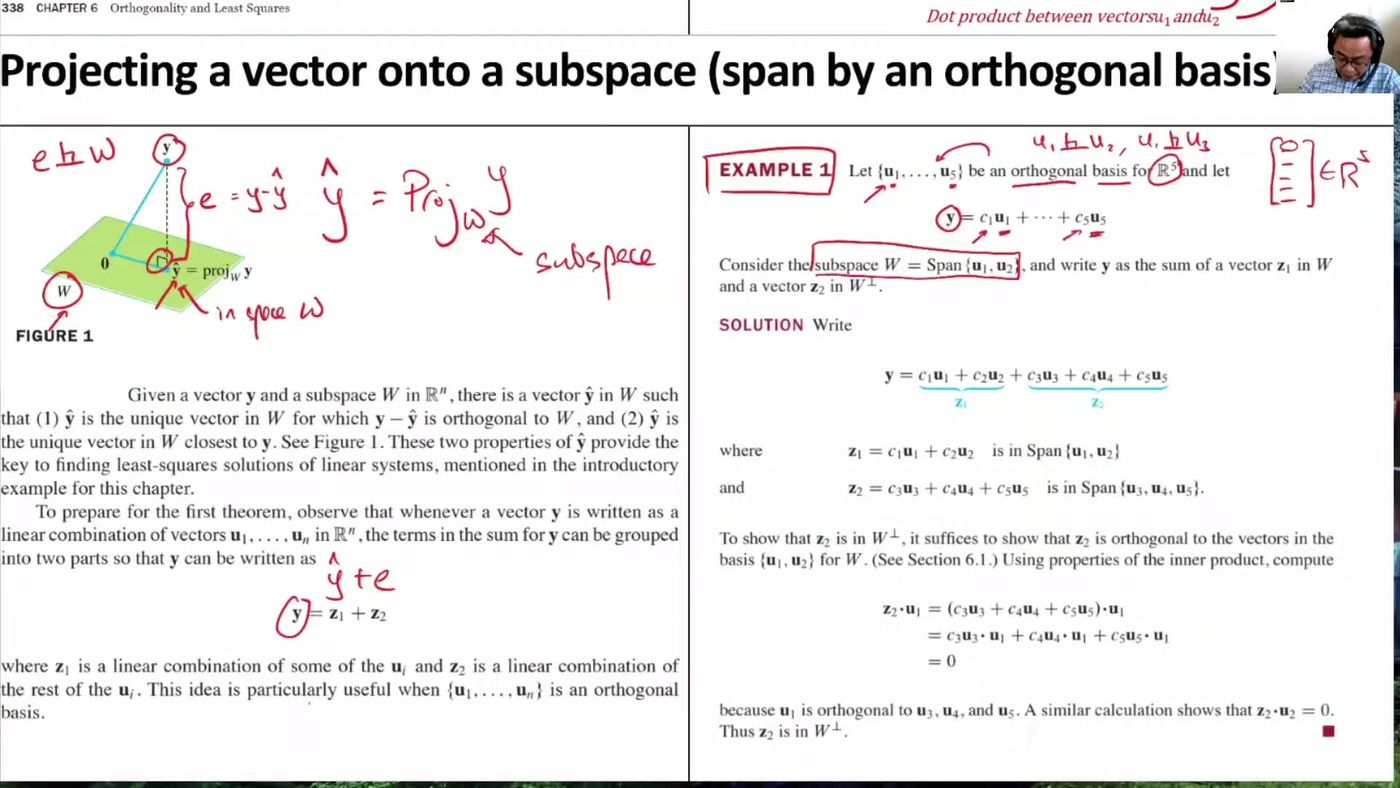 338 CHAPTER 6 Orthogonality and Least Squares
Dot product between vectorsu₁ andu₂
Projecting a vector onto a subspace (span by an orthogonal basis)
e ⊥ W
y
e = y-ŷ
ŷ = Proj_W y
subspace
0
ŷ = proj_W y
W
in space W
FIGURE 1
Given a vector y and a subspace W in ℝⁿ, there is a vector ŷ in W such
that (1) ŷ is the unique vector in W for which y − ŷ is orthogonal to W, and (2) ŷ is
the unique vector in W closest to y. See Figure 1. These two properties of ŷ provide the
key to finding least-squares solutions of linear systems, mentioned in the introductory
example for this chapter.
To prepare for the first theorem, observe that whenever a vector y is written as a
linear combination of vectors u₁, . . . , uₙ in ℝⁿ, the terms in the sum for y can be grouped
into two parts so that y can be written as
ŷ + e
y = z₁ + z₂
where z₁ is a linear combination of some of the uᵢ and z₂ is a linear combination of
the rest of the uᵢ. This idea is particularly useful when {u₁, . . . , uₙ} is an orthogonal
basis.
u₁ ⊥ u₂, u₁ ⊥ u₃
EXAMPLE 1 Let {u₁, . . . , u₅} be an orthogonal basis for ℝ⁵ and let
∈ ℝ⁵
y = c₁u₁ + ··· + c₅u₅
Consider the subspace W = Span {u₁, u₂}, and write y as the sum of a vector z₁ in W
and a vector z₂ in W⊥.
SOLUTION Write
y = c₁u₁ + c₂u₂ + c₃u₃ + c₄u₄ + c₅u₅
z₁ z₂
where z₁ = c₁u₁ + c₂u₂ is in Span {u₁, u₂}
and z₂ = c₃u₃ + c₄u₄ + c₅u₅ is in Span {u₃, u₄, u₅}.
To show that z₂ is in W⊥, it suffices to show that z₂ is orthogonal to the vectors in the
basis {u₁, u₂} for W. (See Section 6.1.) Using properties of the inner product, compute
z₂·u₁ = (c₃u₃ + c₄u₄ + c₅u₅)·u₁
= c₃u₃·u₁ + c₄u₄·u₁ + c₅u₅·u₁
= 0
because u₁ is orthogonal to u₃, u₄, and u₅. A similar calculation shows that z₂·u₂ = 0.
Thus z₂ is in W⊥.